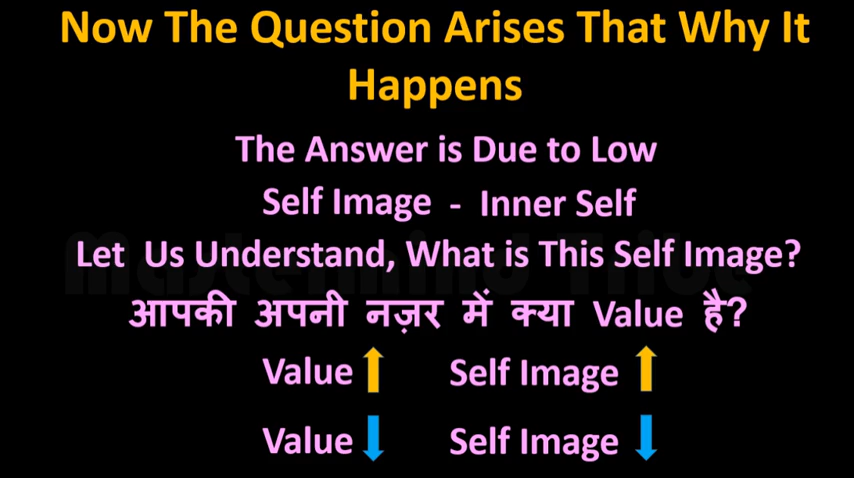 Now The Question Arises That Why It
Happens
The Answer is Due to Low
Self Image - Inner Self
Let Us Understand, What is This Self Image?
आपकी अपनी नज़र में क्या Value है?
Value Self Image
Value Self Image